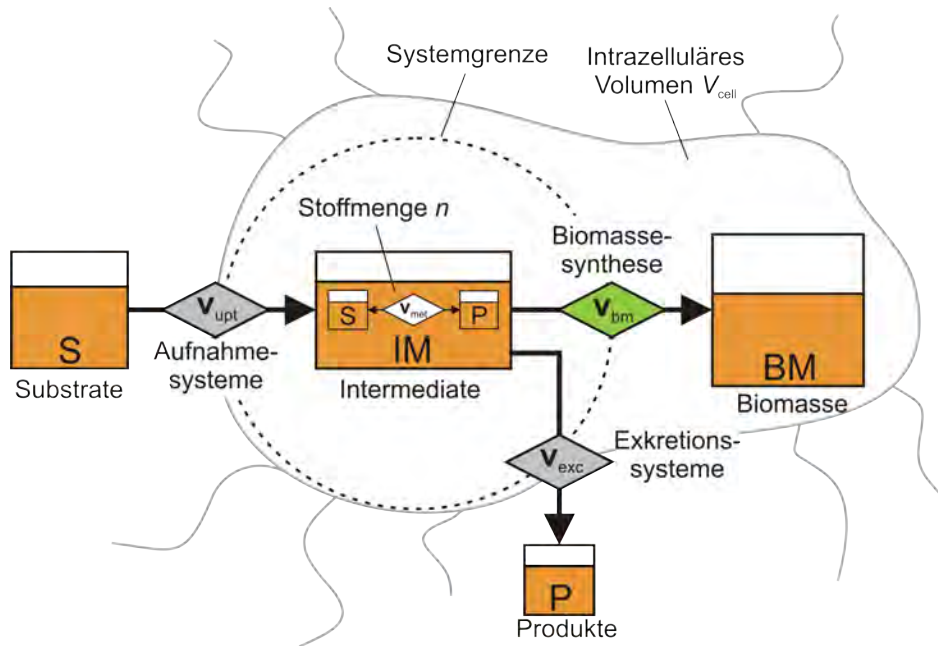 Systemgrenze
Intrazelluläres
Volumen Vcell
Stoffmenge n
Biomasse-
synthese
S
Vupt
S
Vmet
P
IM
Vbm
BM
Substrate
Aufnahme-
systeme
Intermediate
Biomasse
Vexc
Exkretions-
systeme
P
Produkte